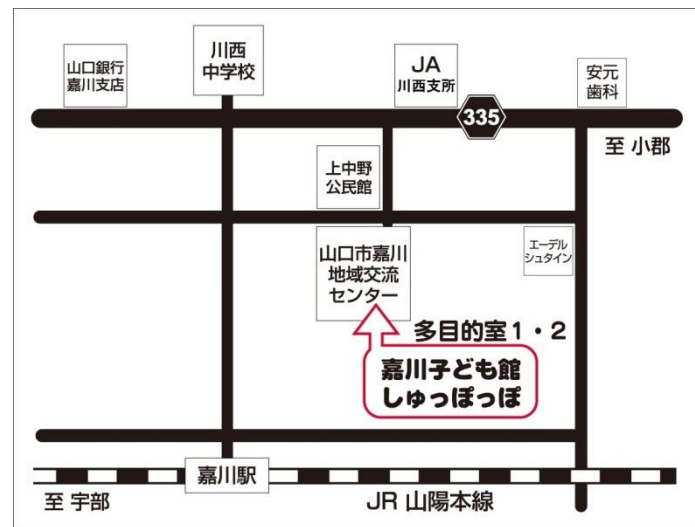 山口銀行
嘉川支店
川西
中学校
JA
川西支所
安元
歯科
335
至 小郡
上中野
公民館
山口市嘉川
地域交流
センター
エーデル
シュタイン
多目的室1・2
嘉川子ども館
しゅっぽっぽ
嘉川駅
至 宇部
JR 山陽本線